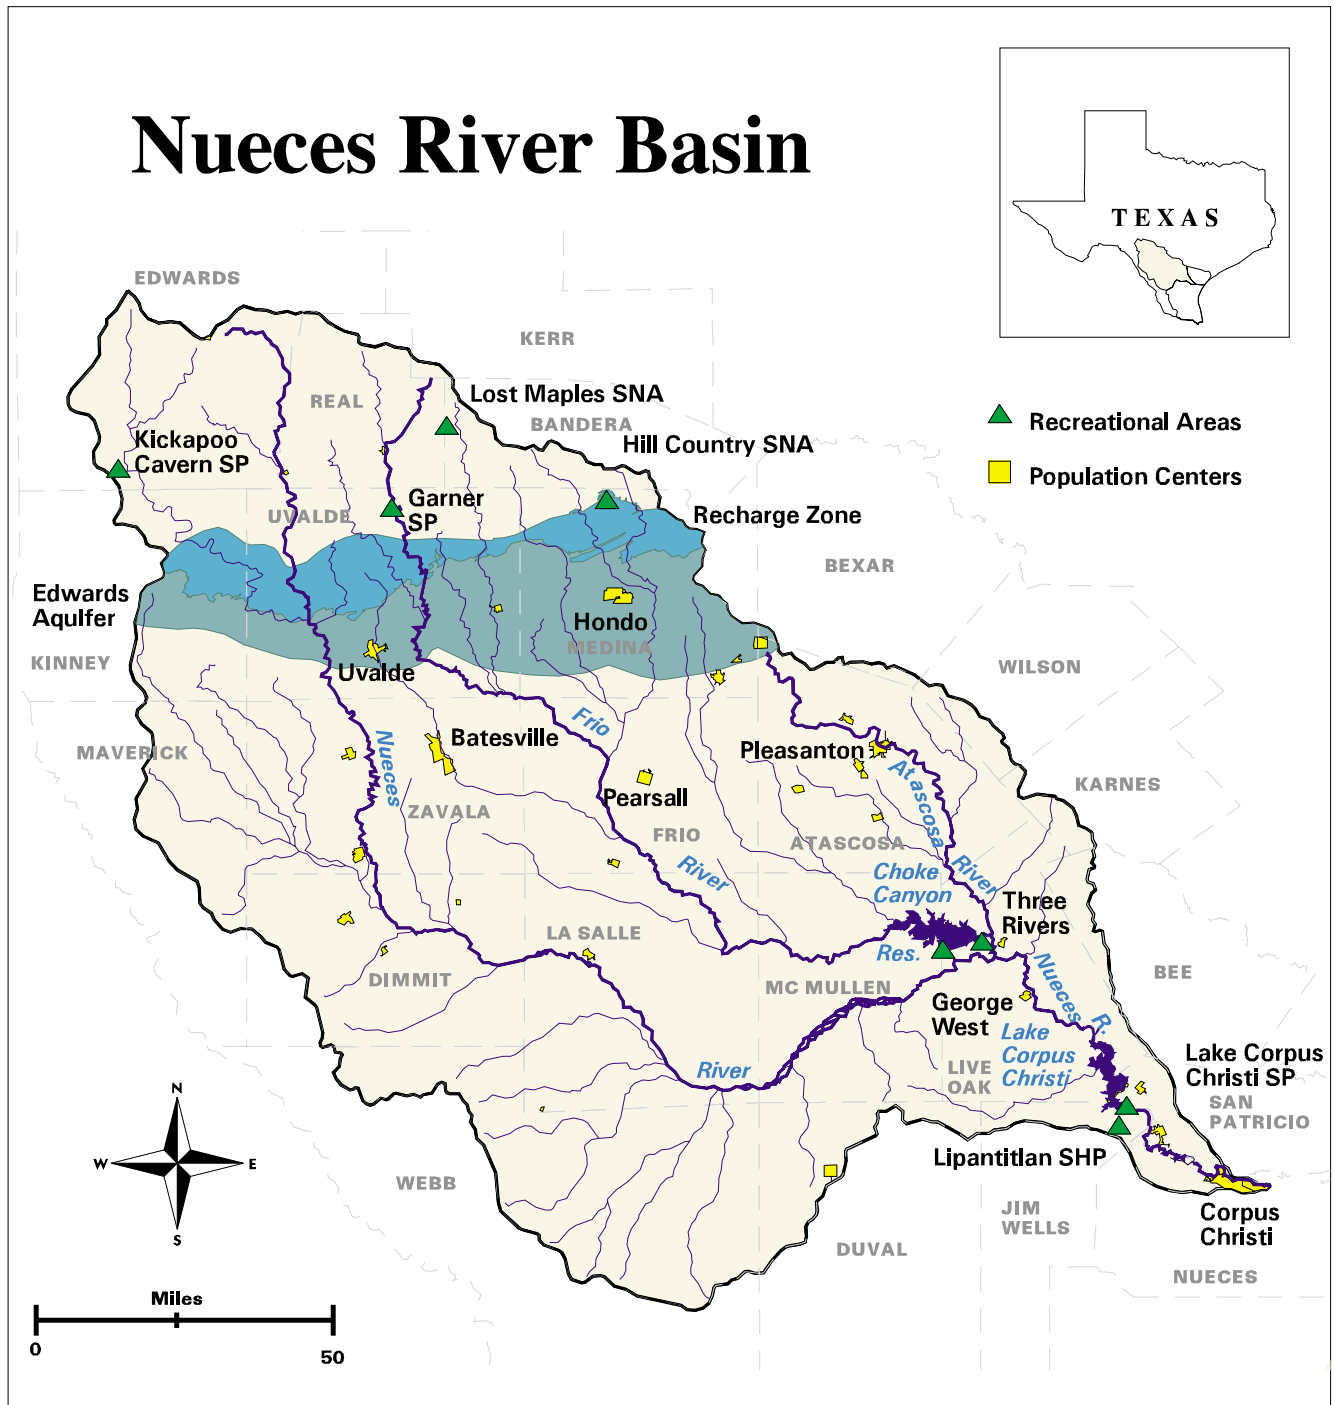 Nueces River Basin
TEXAS
EDWARDS
KERR
Lost Maples SNA
REAL
BANDERA
Recreational Areas
Kickapoo
Cavern SP
Hill Country SNA
Population Centers
Garner
SP
UVALDE
Recharge Zone
BEXAR
Edwards
Aqulfer
Hondo
MEDINA
KINNEY
Uvalde
WILSON
Frio
Nueces
Batesville
Pleasanton
MAVERICK
Atascosa
KARNES
Pearsall
ZAVALA
FRIO
ATASCOSA
River
River
Choke
Canyon
Three
Rivers
LA SALLE
Res.
DIMMIT
MC MULLEN
Nueces
BEE
George
West
R.
Lake
Corpus
Christi
River
LIVE
OAK
Lake Corpus
Christi SP
SAN
PATRICIO
N
W
E
S
Lipantitlan SHP
WEBB
JIM
WELLS
Corpus
Christi
DUVAL
NUECES
Miles
0
50